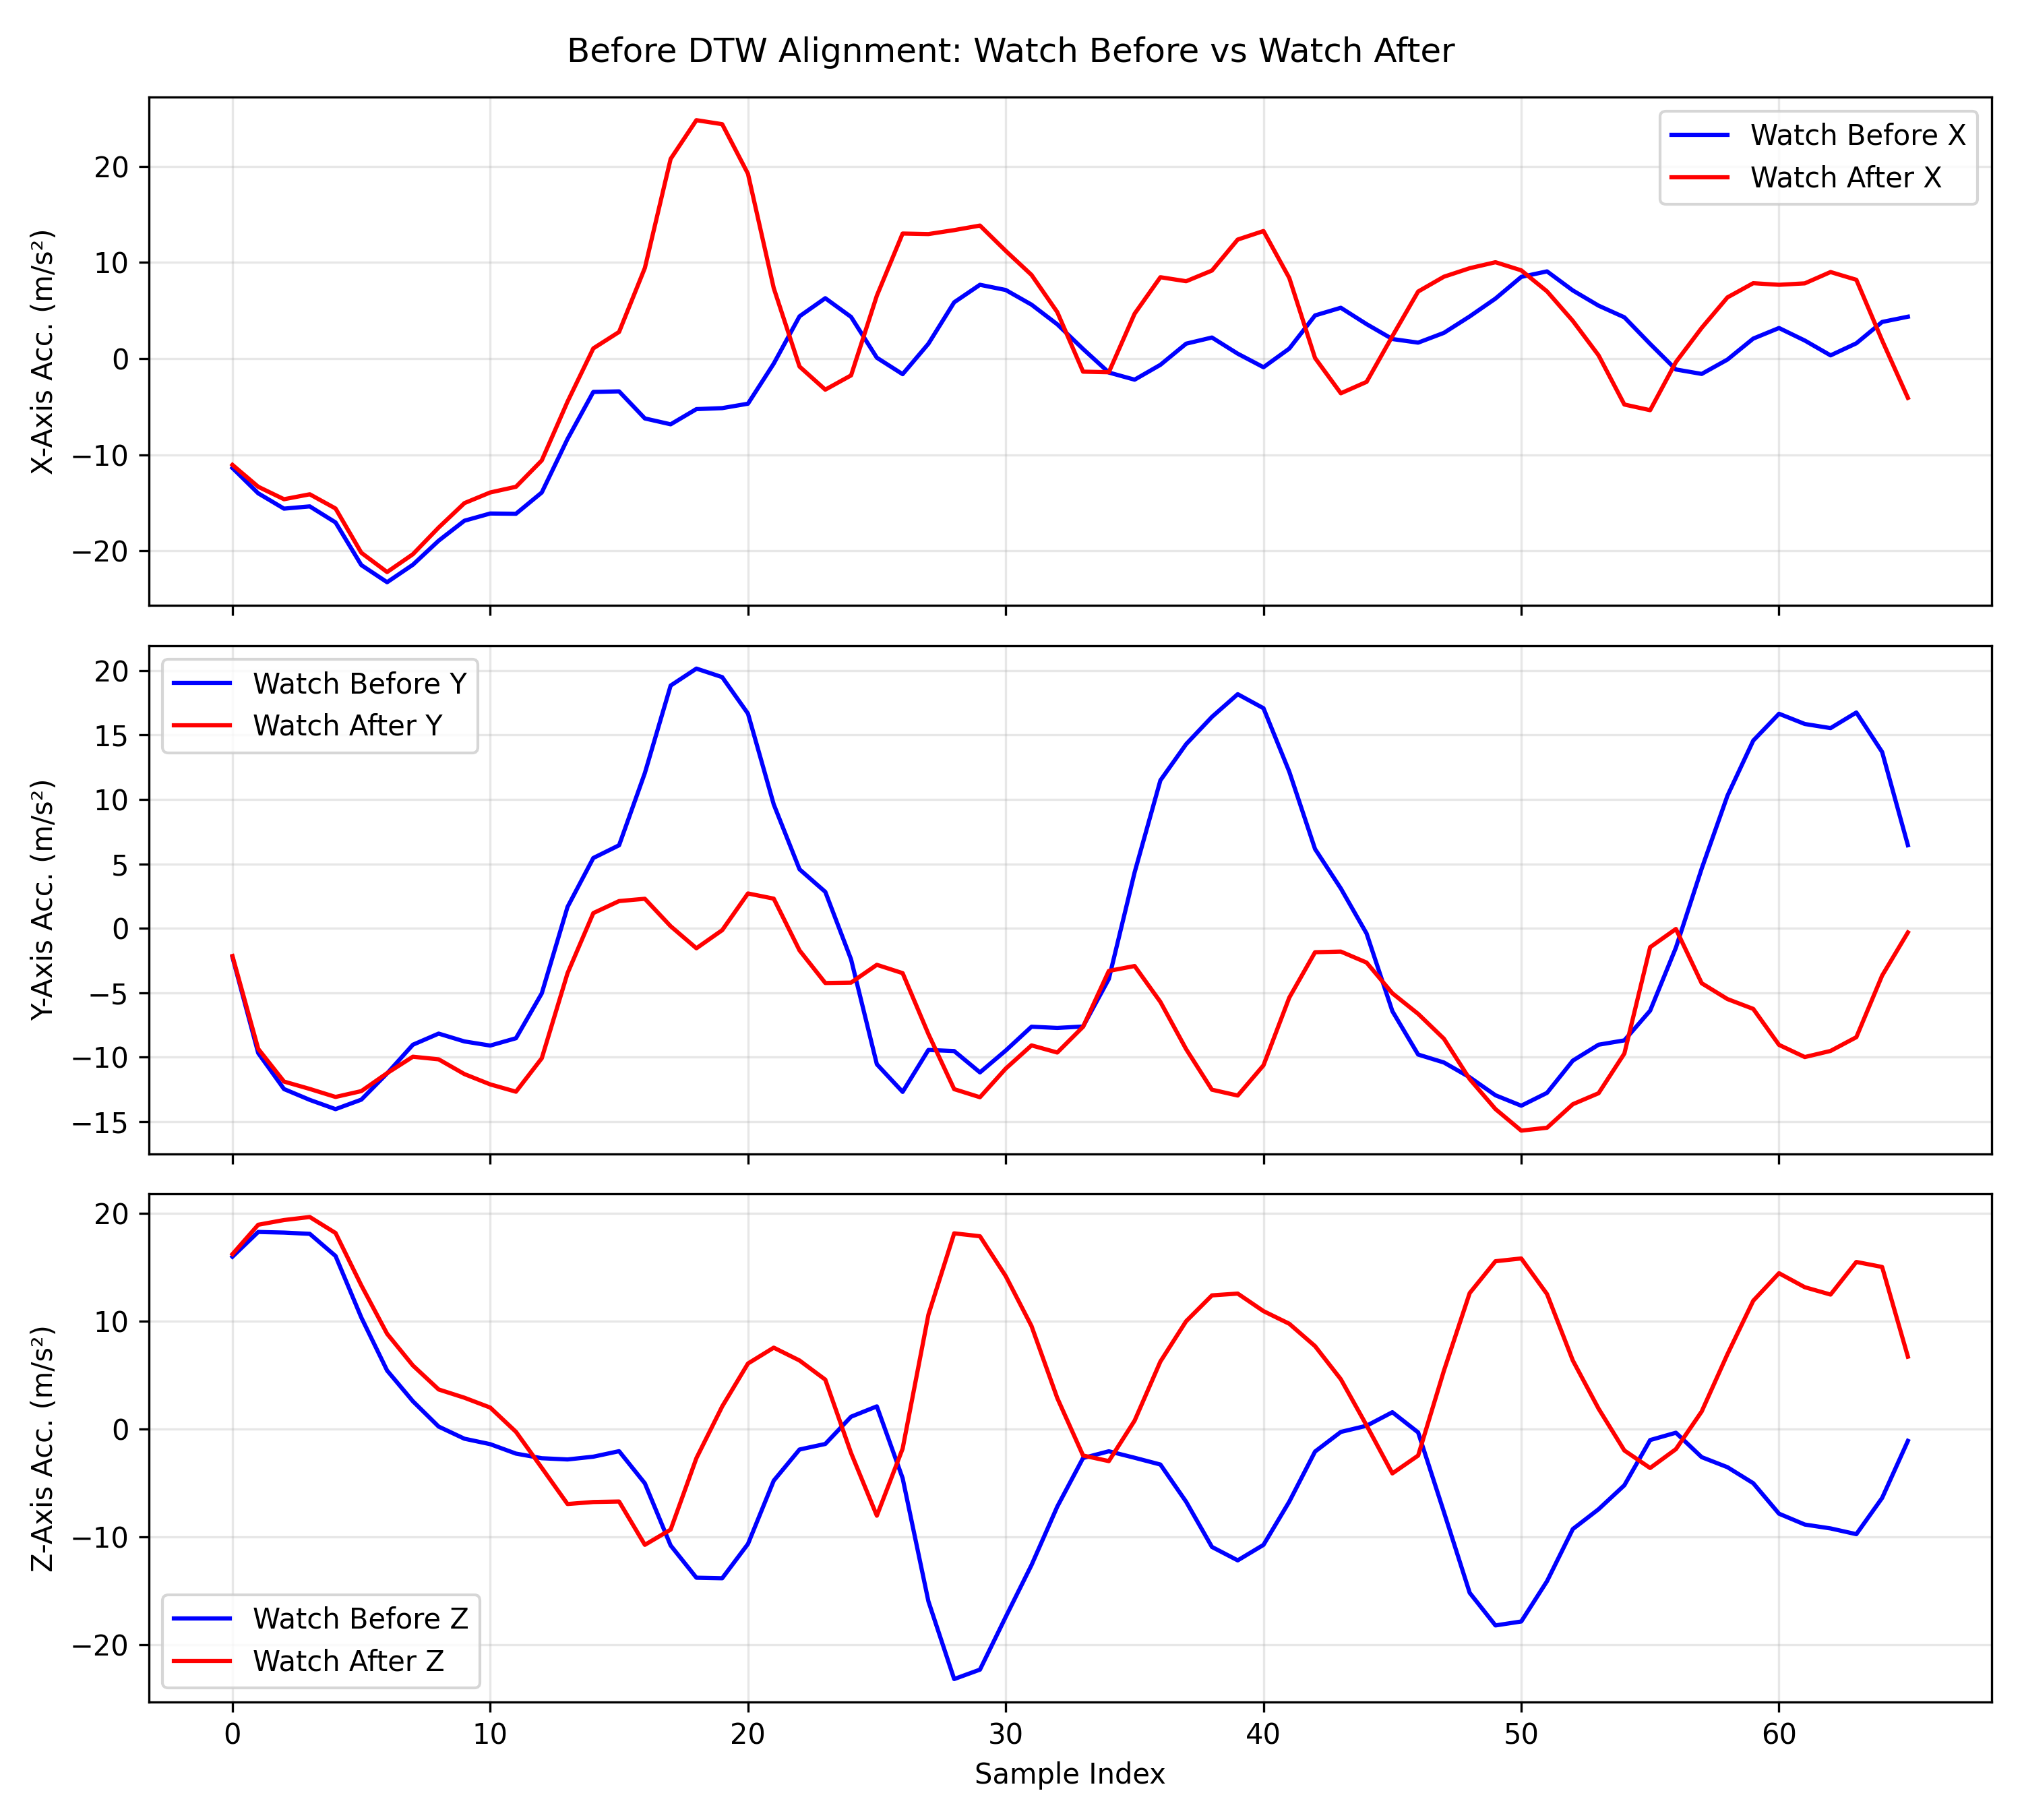 Before DTW Alignment: Watch Before vs Watch After
X-Axis Acc. (m/s²)
20
10
0
−10
−20
Watch Before X
Watch After X
Y-Axis Acc. (m/s²)
20
15
10
5
0
−5
−10
−15
Watch Before Y
Watch After Y
Z-Axis Acc. (m/s²)
20
10
0
−10
−20
Watch Before Z
Watch After Z
0 10 20 30 40 50 60
Sample Index